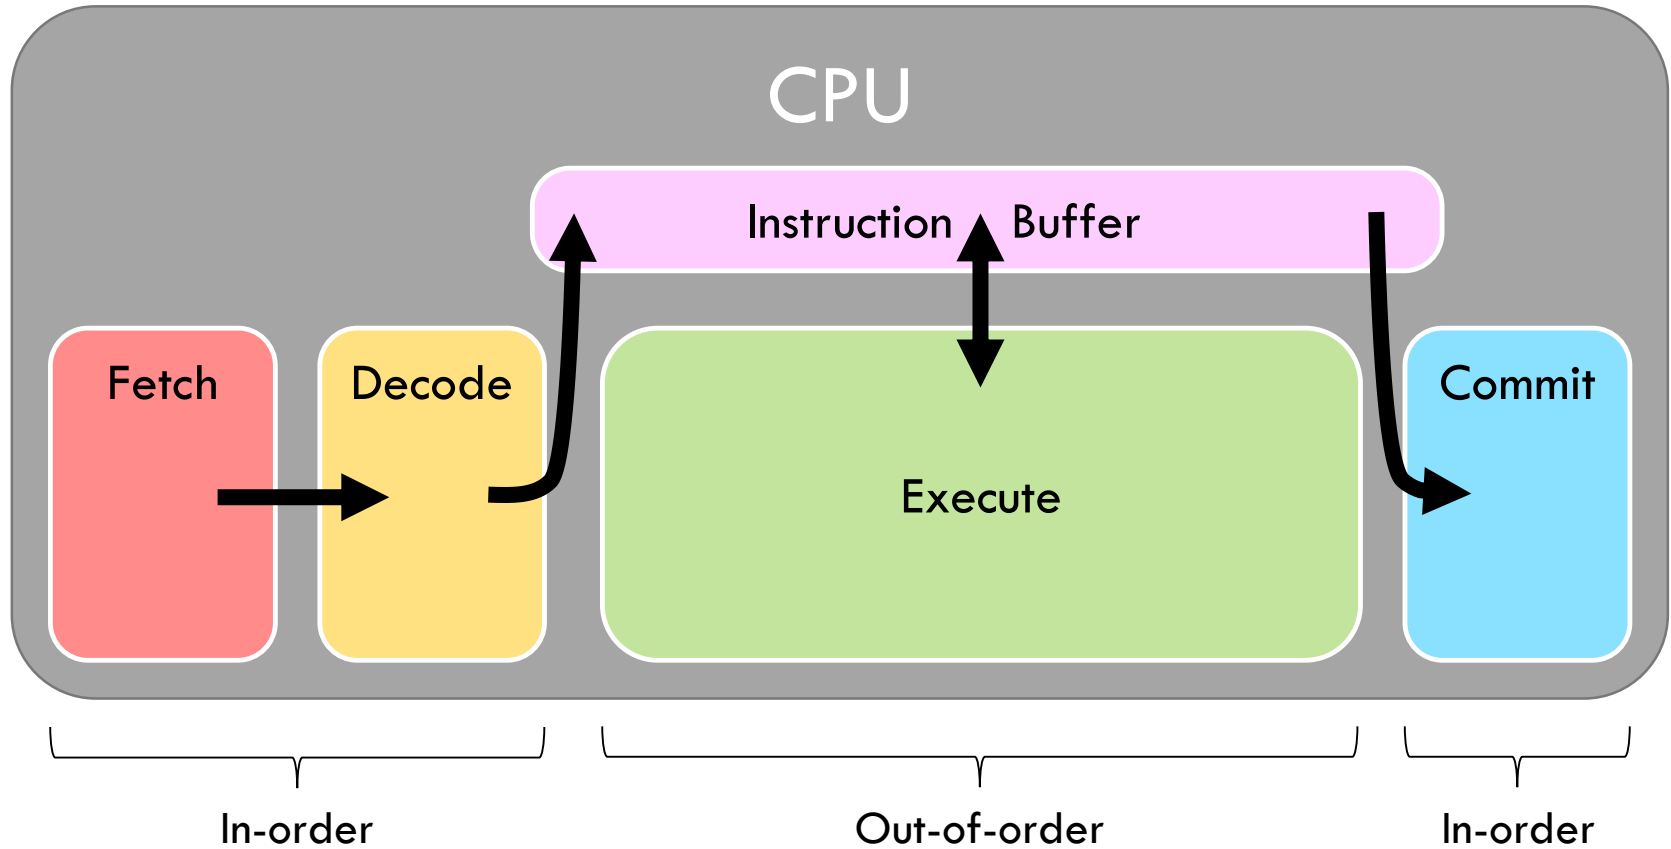 CPU
Instruction Buffer
Fetch
Decode
Commit
Execute
In-order
Out-of-order
In-order